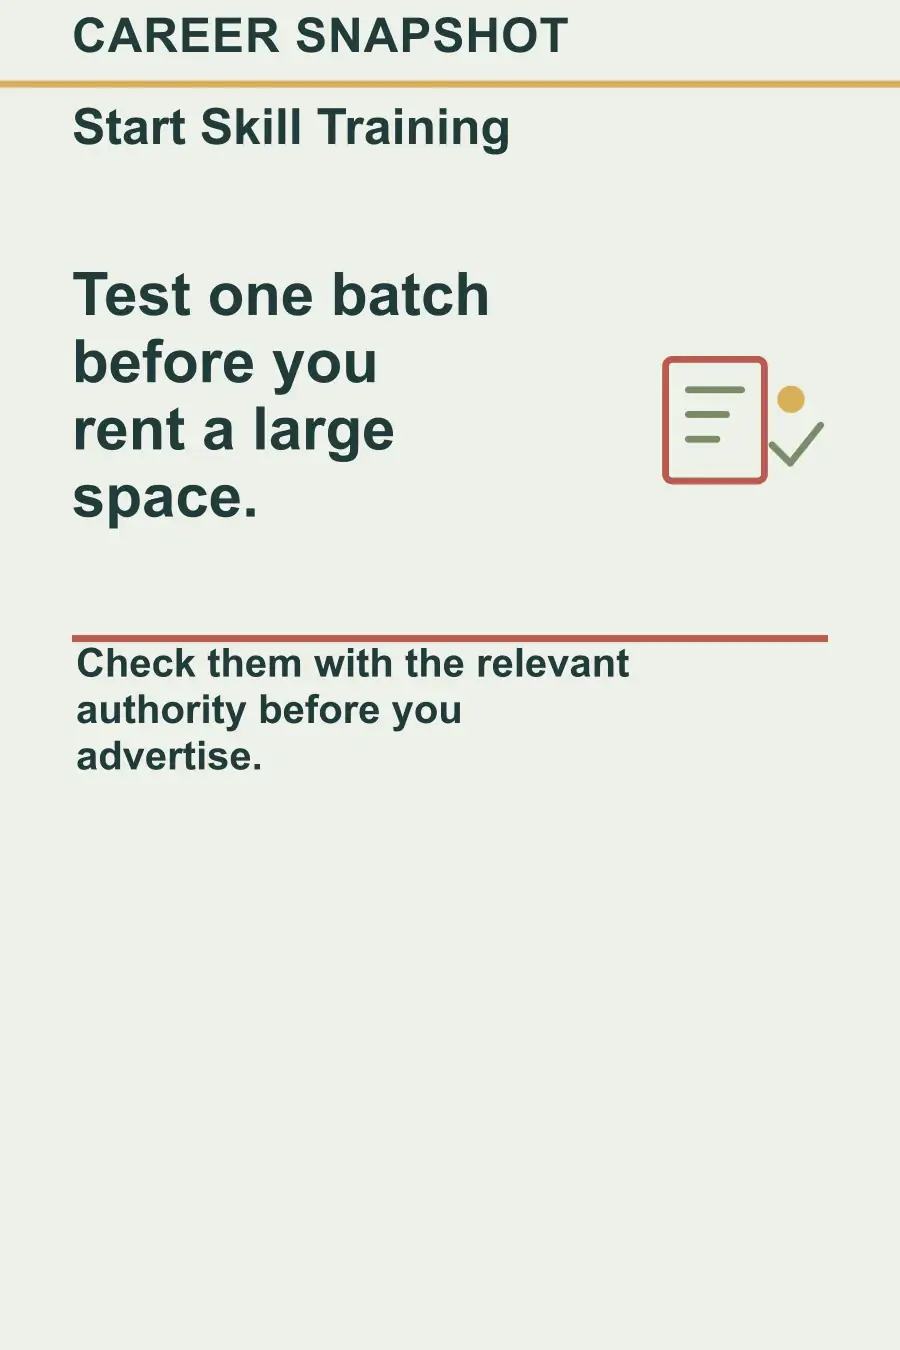 CAREER SNAPSHOT
Start Skill Training
Test one batch
before you
rent a large
space.
Check them with the relevant
authority before you
advertise.